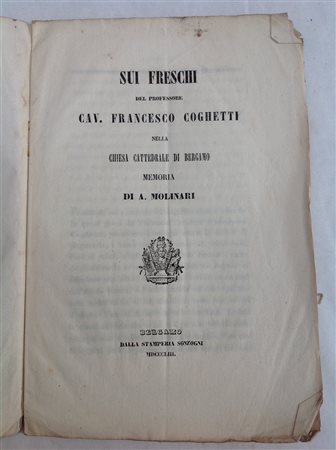 SUI FRESCHI
DEL PROFESSORE
CAV. FRANCESCO COGHETTI
NELLA
CHIESA CATTEDRALE DI BERGAMO
MEMORIA
DI A. MOLINARI
BERGAMO
DALLA STAMPERIA SONZOGNI
MDCCCLIII.